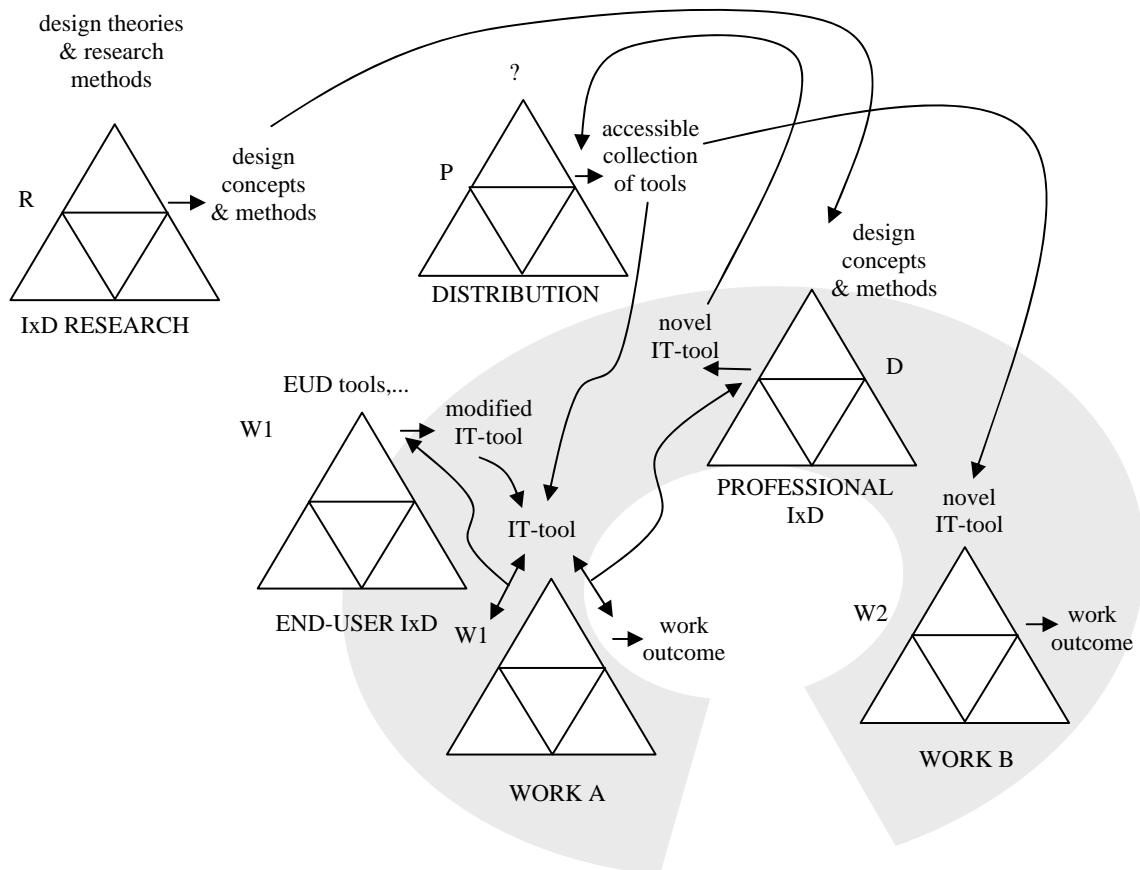 design theories
& research
methods
R
design
concepts
& methods
IxD RESEARCH
?
P
accessible
collection
of tools
DISTRIBUTION
design
concepts
& methods
novel
IT-tool
D
PROFESSIONAL
IxD
EUD tools,...
W1
modified
IT-tool
END-USER IxD
IT-tool
W1
work
outcome
WORK A
novel
IT-tool
W2
work
outcome
WORK B